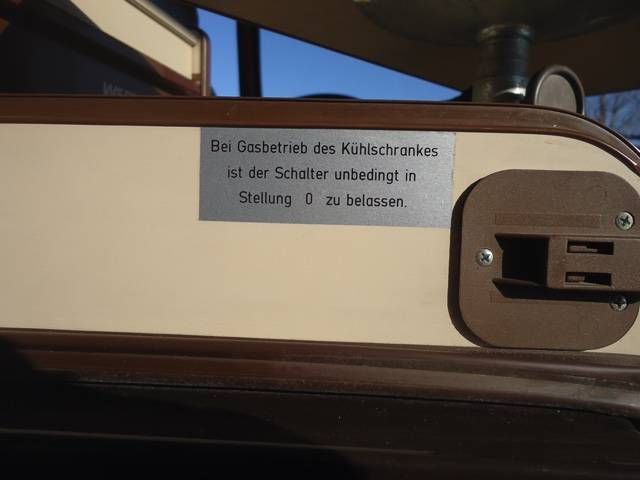 Bei Gasbetrieb des Kühlschrankes
ist der Schalter unbedingt in
Stellung 0 zu belassen.